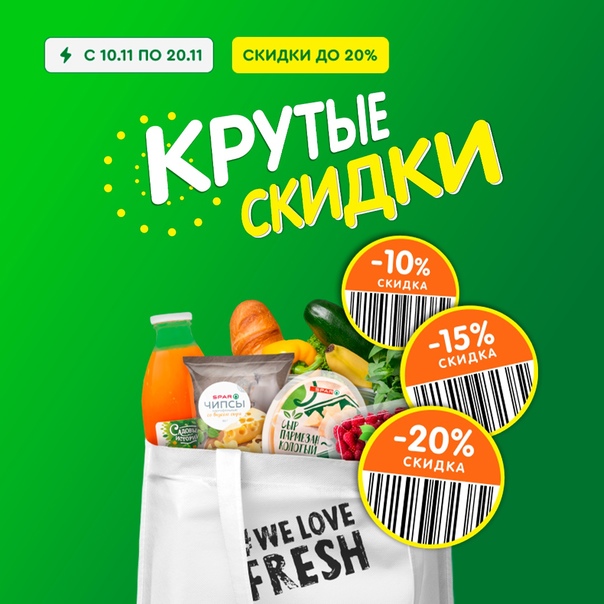 С 10.11 ПО 20.11
СКИДКИ ДО 20%
КРУТЫЕ
СКИДКИ
-10%
СКИДКА
-15%
СКИДКА
-20%
СКИДКА
SPAR
ЧИПСЫ
SPAR
СЫР
ПАРМЕЗАН
КОЛОТЫЙ
#WE LOVE
FRESH